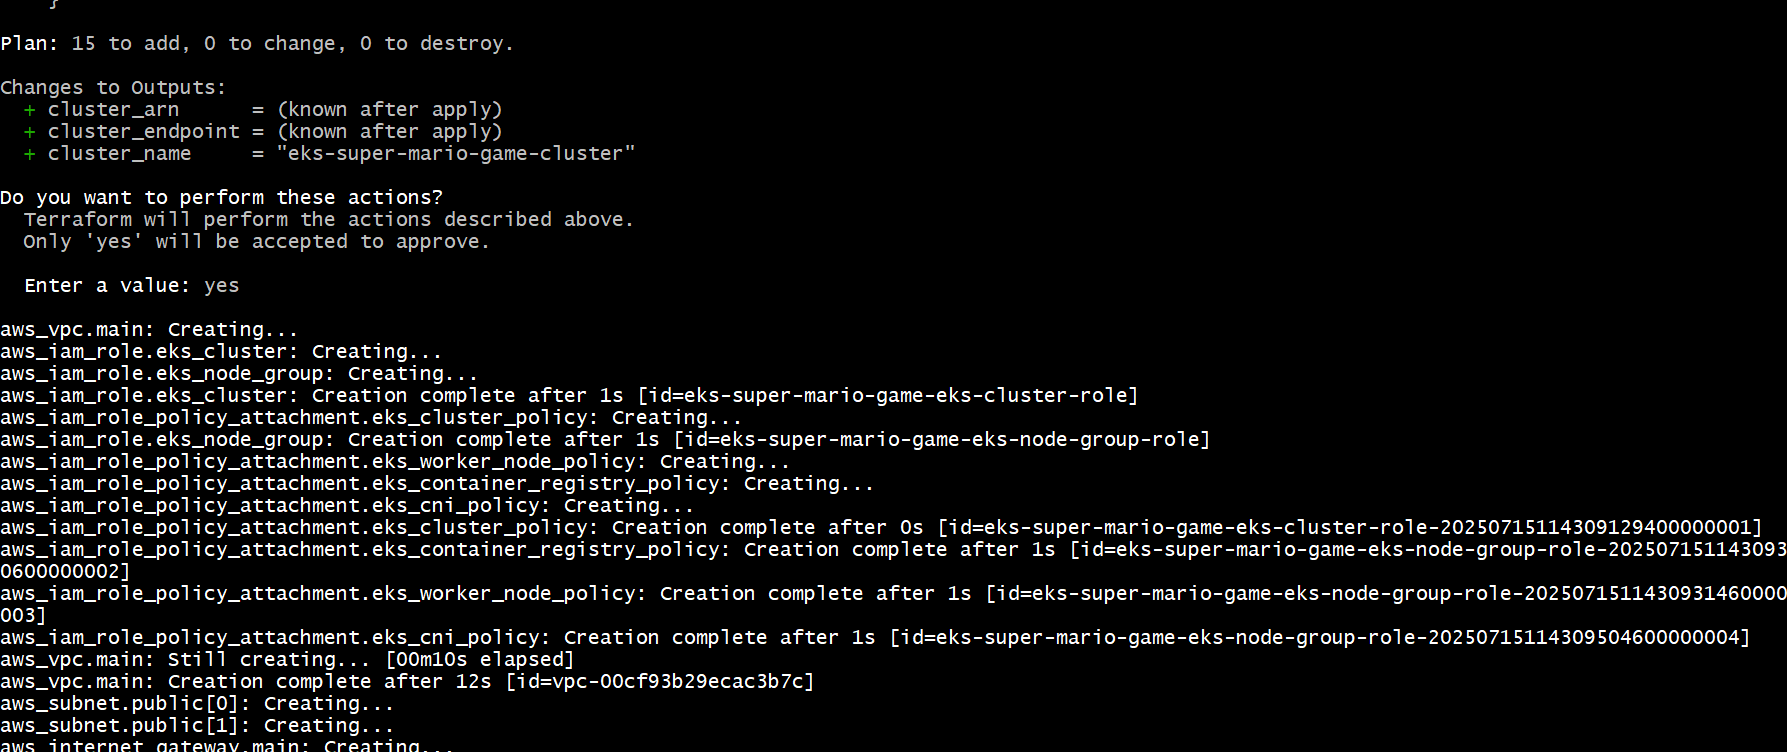 }
Plan: 15 to add, 0 to change, 0 to destroy.
Changes to Outputs:
+ cluster_arn      = (known after apply)
+ cluster_endpoint = (known after apply)
+ cluster_name     = "eks-super-mario-game-cluster"
Do you want to perform these actions?
Terraform will perform the actions described above.
Only 'yes' will be accepted to approve.
Enter a value: yes
aws_vpc.main: Creating...
aws_iam_role.eks_cluster: Creating...
aws_iam_role.eks_node_group: Creating...
aws_iam_role.eks_cluster: Creation complete after 1s [id=eks-super-mario-game-eks-cluster-role]
aws_iam_role_policy_attachment.eks_cluster_policy: Creating...
aws_iam_role.eks_node_group: Creation complete after 1s [id=eks-super-mario-game-eks-node-group-role]
aws_iam_role_policy_attachment.eks_worker_node_policy: Creating...
aws_iam_role_policy_attachment.eks_container_registry_policy: Creating...
aws_iam_role_policy_attachment.eks_cni_policy: Creating...
aws_iam_role_policy_attachment.eks_cluster_policy: Creation complete after 0s [id=eks-super-mario-game-eks-cluster-role-20250715114309129400000001]
aws_iam_role_policy_attachment.eks_container_registry_policy: Creation complete after 1s [id=eks-super-mario-game-eks-node-group-role-202507151143093
0600000002]
aws_iam_role_policy_attachment.eks_worker_node_policy: Creation complete after 1s [id=eks-super-mario-game-eks-node-group-role-20250715114309314600000
003]
aws_iam_role_policy_attachment.eks_cni_policy: Creation complete after 1s [id=eks-super-mario-game-eks-node-group-role-20250715114309504600000004]
aws_vpc.main: Still creating... [00m10s elapsed]
aws_vpc.main: Creation complete after 12s [id=vpc-00cf93b29ecac3b7c]
aws_subnet.public[0]: Creating...
aws_subnet.public[1]: Creating...
aws_internet_gateway.main: Creating...